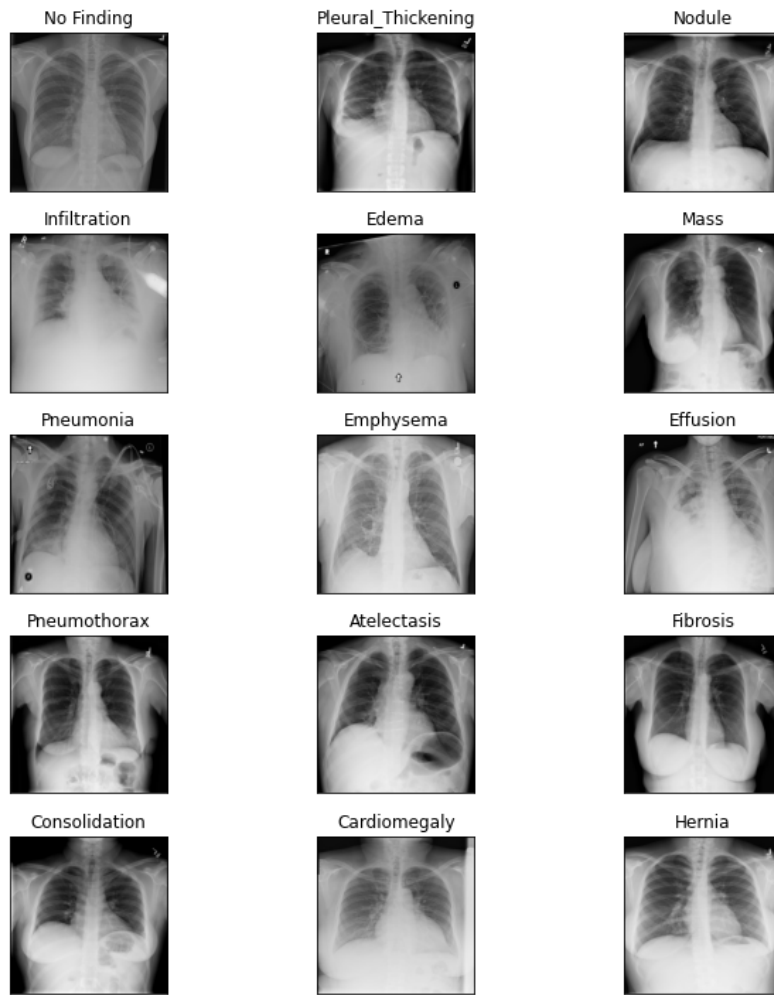 No Finding Pleural_Thickening Nodule
Infiltration Edema Mass
Pneumonia Emphysema Effusion
Pneumothorax Atelectasis Fibrosis
Consolidation Cardiomegaly Hernia